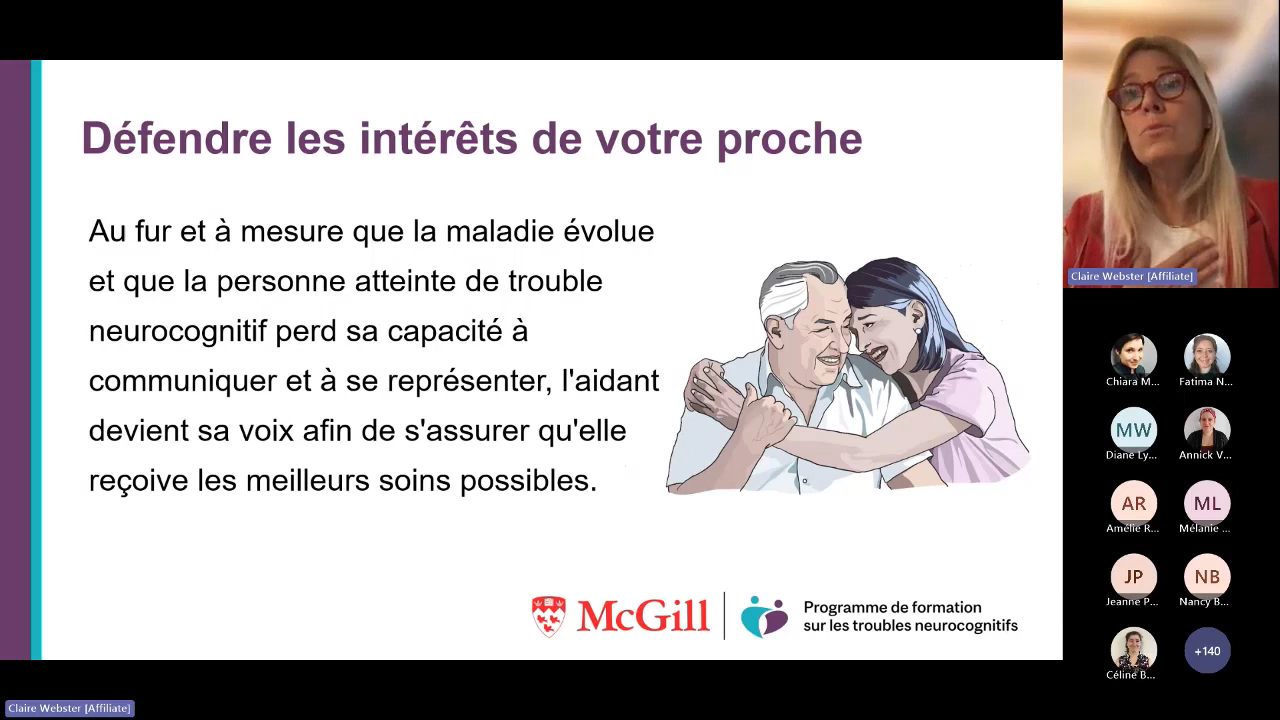 Défendre les intérêts de votre proche
Au fur et à mesure que la maladie évolue
et que la personne atteinte de trouble
neurocognitif perd sa capacité à
communiquer et à se représenter, l'aidant
devient sa voix afin de s'assurer qu'elle
reçoive les meilleurs soins possibles.
McGill
Programme de formation
sur les troubles neurocognitifs
Claire Webster [Affiliate]
Chiara M...
Fatima N...
MW
Diane Ly...
Annick V...
AR
Amélie R...
ML
Mélanie ...
JP
Jeanne P...
NB
Nancy B...
Céline B...
+140
Claire Webster [Affiliate]